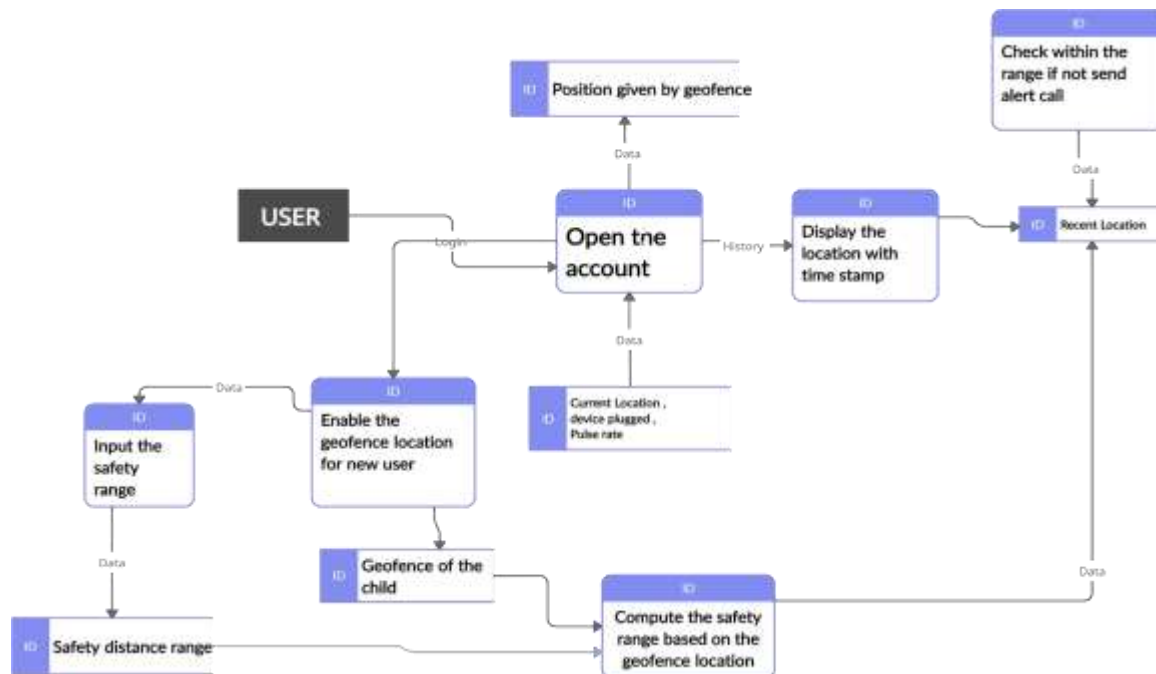 ID
Check within the
range if not send
alert call
ID
Position given by geofence
Data
Data
USER
ID
Open the
account
Login
History
ID
Display the
location with
time stamp
ID
Recent Location
Data
ID
Current Location ,
device plugged ,
Pulse rate
Data
ID
Enable the
geofence location
for new user
ID
Input the
safety
range
Data
ID
Geofence of the
child
Data
ID
Compute the safety
range based on the
geofence location
ID
Safety distance range